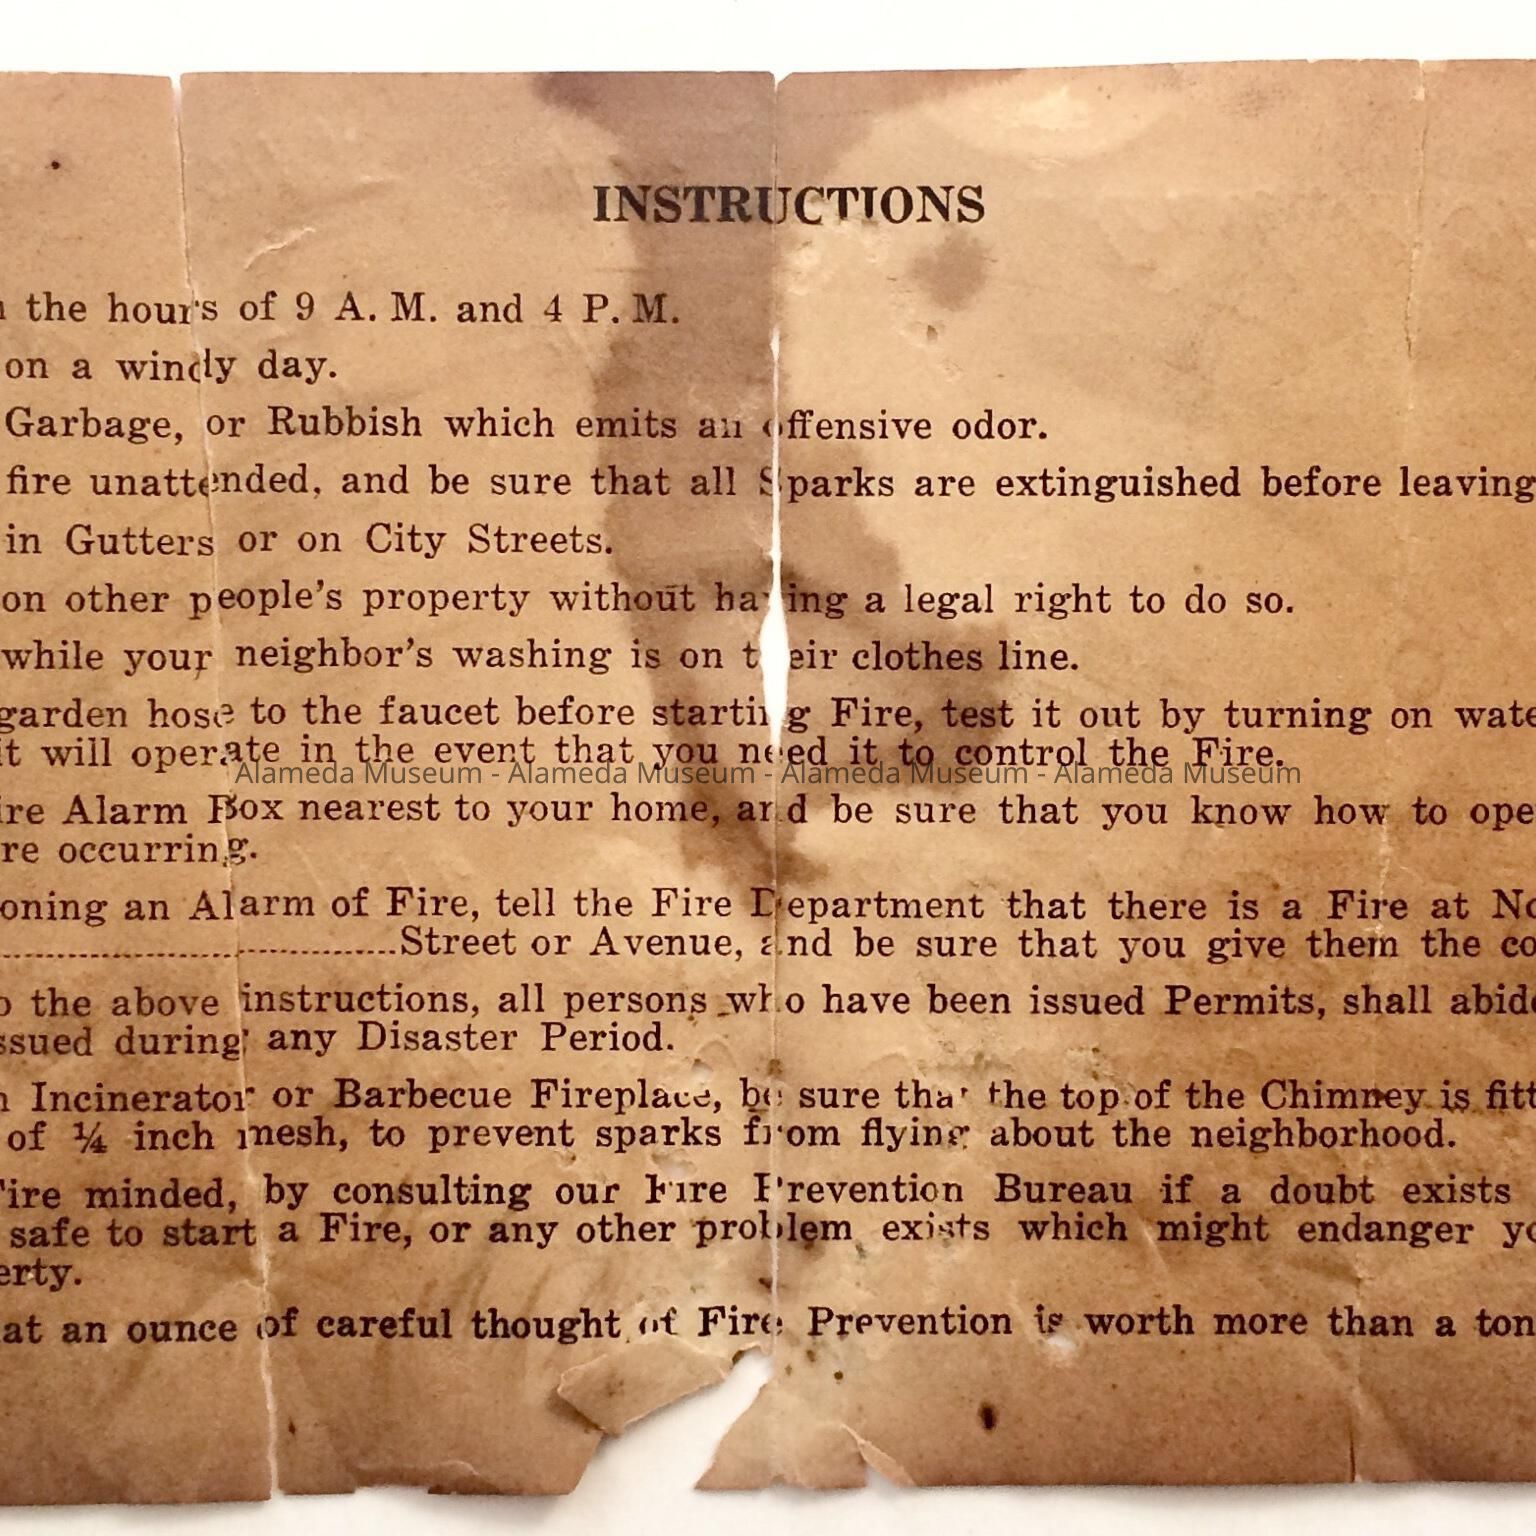 INSTRUCTIONS
the hours of 9 A. M. and 4 P. M.
on a windy day.
Garbage, or Rubbish which emits an offensive odor.
fire unattended, and be sure that all Sparks are extinguished before leaving
in Gutters or on City Streets.
on other people's property without having a legal right to do so.
while your neighbor's washing is on their clothes line.
garden hose to the faucet before starting Fire, test it out by turning on wate
it will operate in the event that you need it to control the Fire.
Alameda Museum - Alameda Museum - Alameda Museum - Alameda Museum
ire Alarm Box nearest to your home, and be sure that you know how to ope
re occurring.
oning an Alarm of Fire, tell the Fire Department that there is a Fire at No
Street or Avenue, and be sure that you give them the co
o the above instructions, all persons who have been issued Permits, shall abide
ssued during any Disaster Period.
Incinerator or Barbecue Fireplace, be sure that the top of the Chimney is fitt
of ¼ inch mesh, to prevent sparks from flying about the neighborhood.
Fire minded, by consulting our Fire Prevention Bureau if a doubt exists
safe to start a Fire, or any other problem exists which might endanger yo
erty.
at an ounce of careful thought of Fire Prevention is worth more than a ton